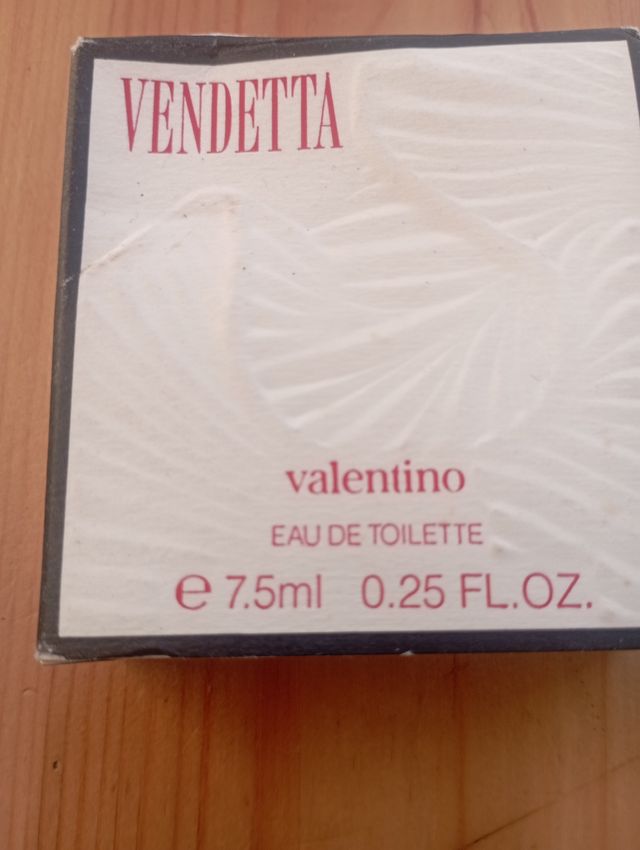 VENDETTA
valentino
EAU DE TOILETTE
e 7.5ml 0.25 FL.OZ.